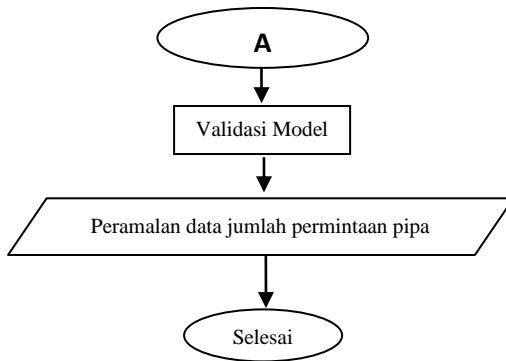 A
Validasi Model
Peramalan data jumlah permintaan pipa
Selesai